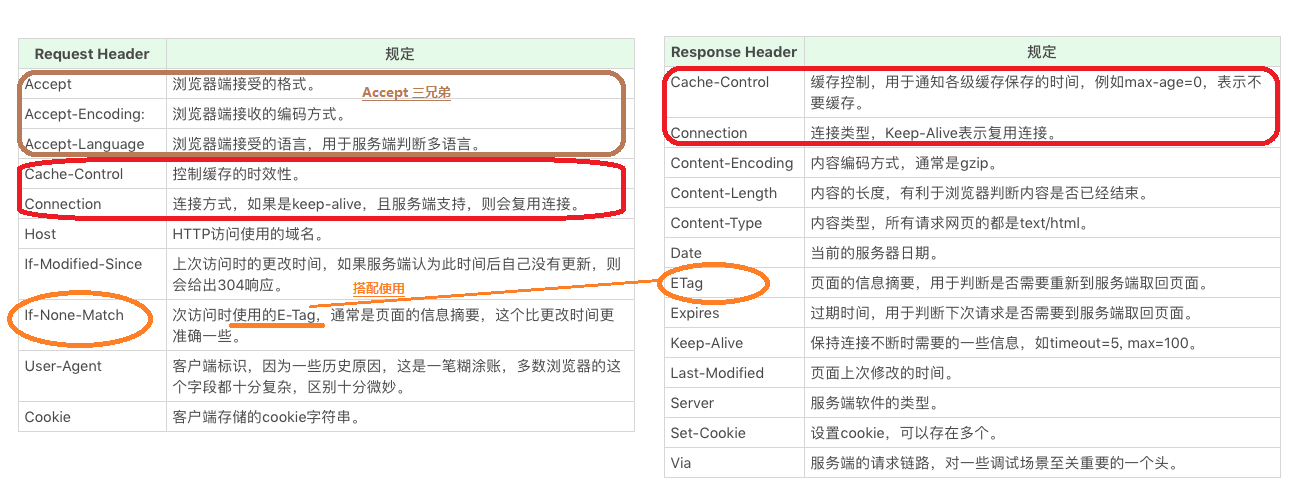 Request Header 规定
Accept 浏览器端接受的格式。
Accept 三兄弟
Accept-Encoding: 浏览器端接收的编码方式。
Accept-Language 浏览器端接受的语言，用于服务端判断多语言。
Cache-Control 控制缓存的时效性。
Connection 连接方式，如果是keep-alive，且服务端支持，则会复用连接。
Host HTTP访问使用的域名。
If-Modified-Since 上次访问时的更改时间，如果服务端认为此时间后自己没有更新，则
会给出304响应。
搭配使用
If-None-Match 次访问时使用的E-Tag，通常是页面的信息摘要，这个比更改时间更
准确一些。
User-Agent 客户端标识，因为一些历史原因，这是一笔糊涂账，多数浏览器的这
个字段都十分复杂，区别十分微妙。
Cookie 客户端存储的cookie字符串。
Response Header 规定
Cache-Control 缓存控制，用于通知各级缓存保存的时间，例如max-age=0，表示不
要缓存。
Connection 连接类型，Keep-Alive表示复用连接。
Content-Encoding 内容编码方式，通常是gzip。
Content-Length 内容的长度，有利于浏览器判断内容是否已经结束。
Content-Type 内容类型，所有请求网页的都是text/html。
Date 当前的服务器日期。
ETag 页面的信息摘要，用于判断是否需要重新到服务端取回页面。
Expires 过期时间，用于判断下次请求是否需要到服务端取回页面。
Keep-Alive 保持连接不断时需要的一些信息，如timeout=5, max=100。
Last-Modified 页面上次修改的时间。
Server 服务端软件的类型。
Set-Cookie 设置cookie，可以存在多个。
Via 服务端的请求链路，对一些调试场景至关重要的一个头。